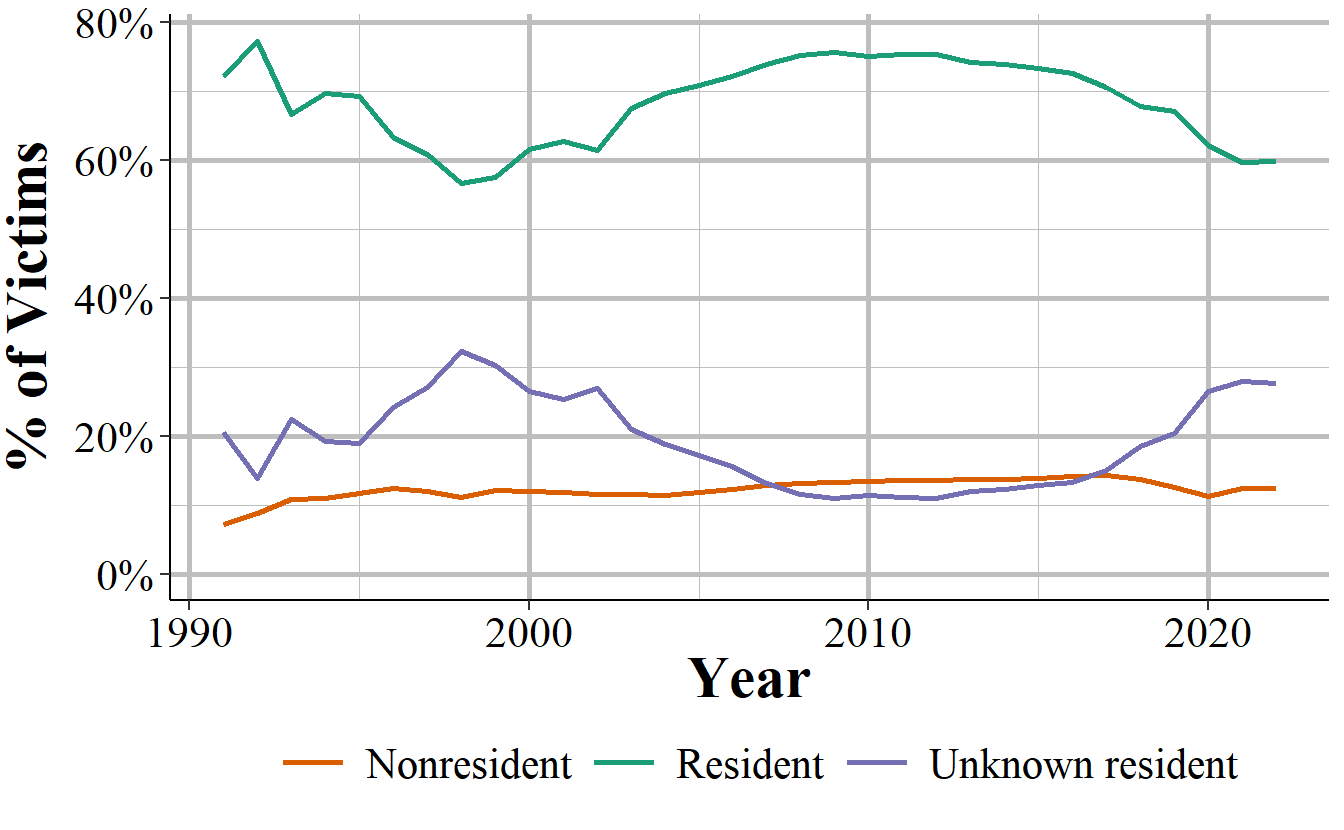 80%
60%
40%
20%
0%
% of Victims
1990 2000 2010 2020
Year
Nonresident Resident Unknown resident